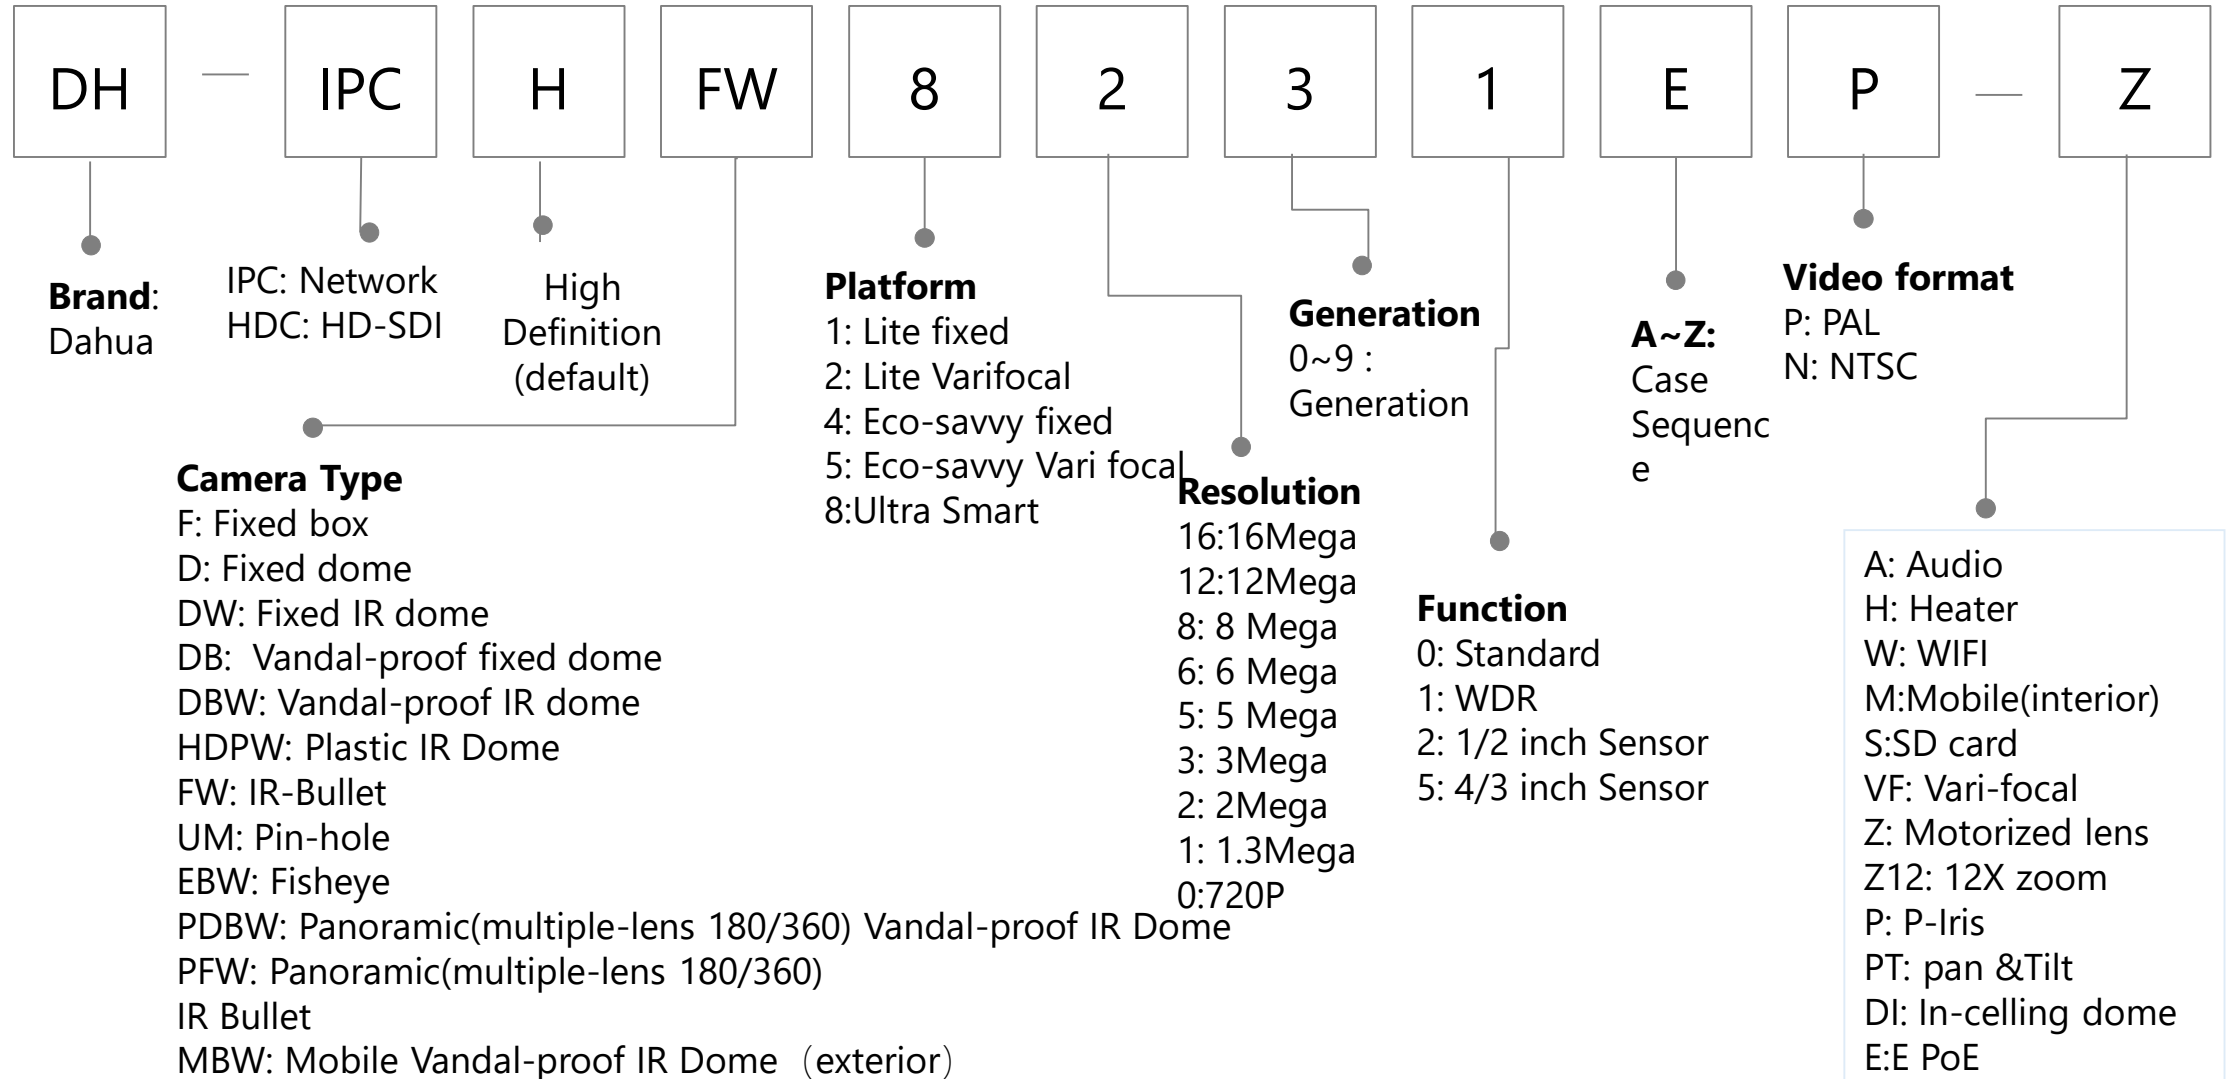 DH — IPC H FW 8 2 3 1 E P — Z
Brand:
Dahua
IPC: Network
HDC: HD-SDI
High
Definition
(default)
Platform
1: Lite fixed
2: Lite Varifocal
4: Eco-savvy fixed
5: Eco-savvy Vari focal
8:Ultra Smart
Generation
0~9 :
Generation
A~Z:
Case
Sequenc
e
Video format
P: PAL
N: NTSC
Camera Type
F: Fixed box
D: Fixed dome
DW: Fixed IR dome
DB:  Vandal-proof fixed dome
DBW: Vandal-proof IR dome
HDPW: Plastic IR Dome
FW: IR-Bullet
UM: Pin-hole
EBW: Fisheye
PDBW: Panoramic(multiple-lens 180/360) Vandal-proof IR Dome
PFW: Panoramic(multiple-lens 180/360)
IR Bullet
MBW: Mobile Vandal-proof IR Dome（exterior）
Resolution
16:16Mega
12:12Mega
8: 8 Mega
6: 6 Mega
5: 5 Mega
3: 3Mega
2: 2Mega
1: 1.3Mega
0:720P
Function
0: Standard
1: WDR
2: 1/2 inch Sensor
5: 4/3 inch Sensor
A: Audio
H: Heater
W: WIFI
M:Mobile(interior)
S:SD card
VF: Vari-focal
Z: Motorized lens
Z12: 12X zoom
P: P-Iris
PT: pan &Tilt
DI: In-celling dome
E:E PoE